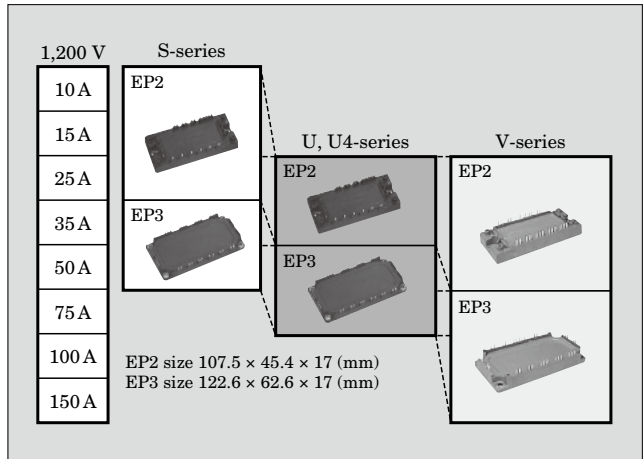 1,200 V
10 A
15 A
25 A
35 A
50 A
75 A
100 A
150 A
S-series
EP2
EP3
U, U4-series
EP2
EP3
V-series
EP2
EP3
EP2 size 107.5 × 45.4 × 17 (mm)
EP3 size 122.6 × 62.6 × 17 (mm)